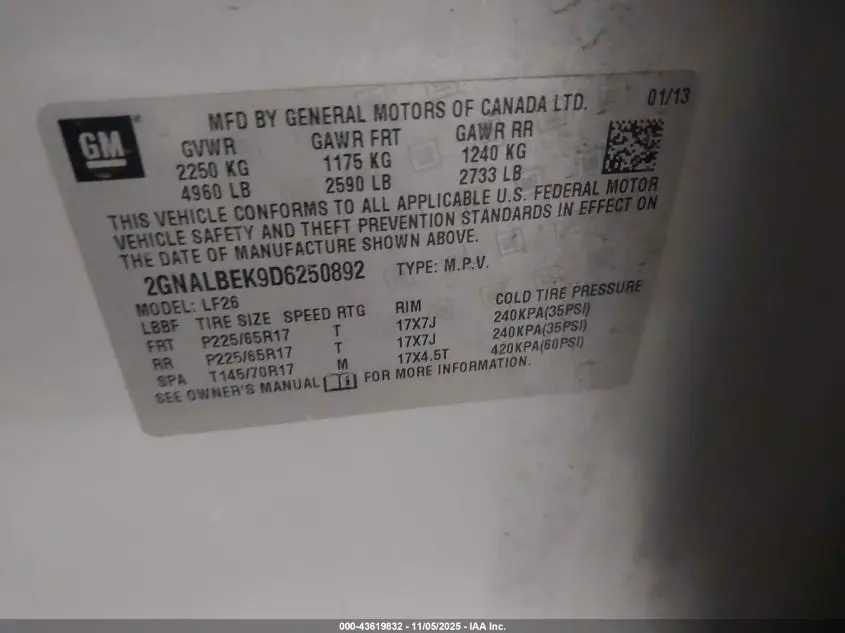 GM
MFD BY GENERAL MOTORS OF CANADA LTD. 01/13
GVWR GAWR FRT GAWR RR
2250 KG 1175 KG 1240 KG
4960 LB 2590 LB 2733 LB
THIS VEHICLE CONFORMS TO ALL APPLICABLE U.S. FEDERAL MOTOR
VEHICLE SAFETY AND THEFT PREVENTION STANDARDS IN EFFECT ON
THE DATE OF MANUFACTURE SHOWN ABOVE.
2GNALBEK9D6250892 TYPE: M.P.V.
MODEL: LF26
LBBF TIRE SIZE SPEED RTG RIM COLD TIRE PRESSURE
FRT P225/65R17 T 17X7J 240KPA(35PSI)
RR P225/65R17 T 17X7J 240KPA(35PSI)
SPA T145/70R17 M 17X4.5T 420KPA(60PSI)
SEE OWNER'S MANUAL FOR MORE INFORMATION.
000-43619832 - 11/05/2025 - IAA Inc.